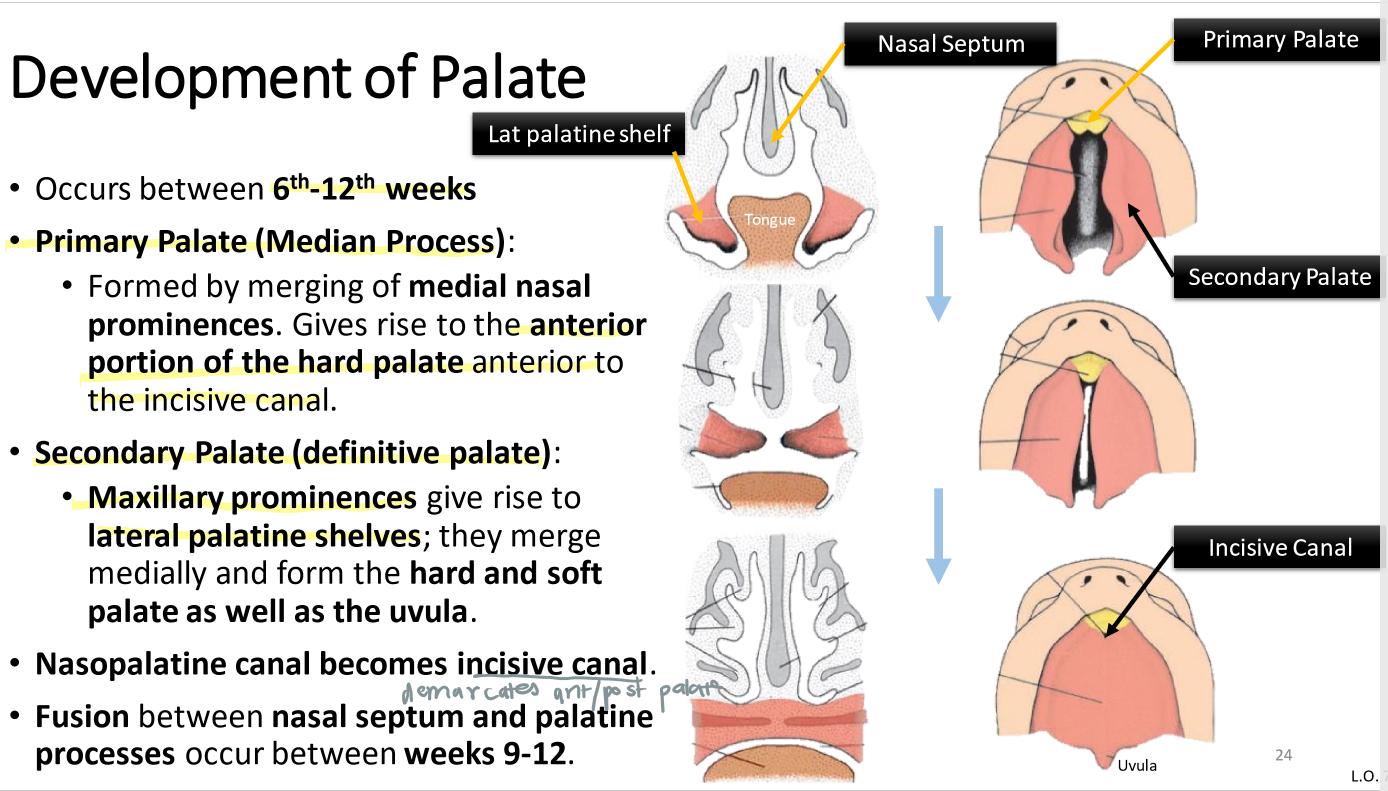 Development of Palate
• Occurs between 6th-12th weeks
• Primary Palate (Median Process):
• Formed by merging of medial nasal
prominences. Gives rise to the anterior
portion of the hard palate anterior to
the incisive canal.
• Secondary Palate (definitive palate):
• Maxillary prominences give rise to
lateral palatine shelves; they merge
medially and form the hard and soft
palate as well as the uvula.
• Nasopalatine canal becomes incisive canal.
demarcates ant/post palate
• Fusion between nasal septum and palatine
processes occur between weeks 9-12.
Nasal Septum
Lat palatine shelf
Tongue
Primary Palate
Secondary Palate
Incisive Canal
Uvula
24
L.O.